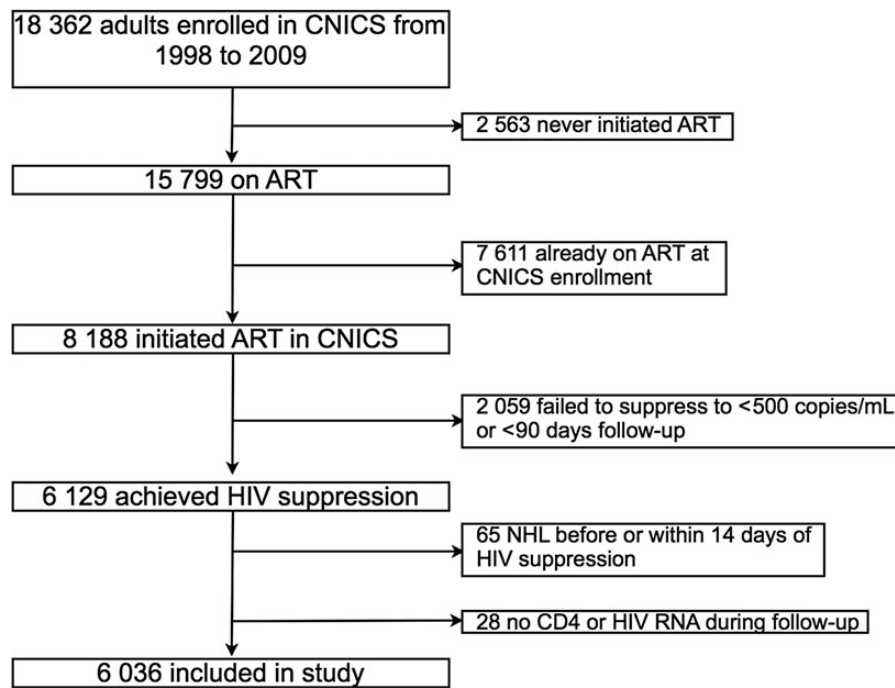 18 362 adults enrolled in CNICS from
1998 to 2009
2 563 never initiated ART
15 799 on ART
7 611 already on ART at
CNICS enrollment
8 188 initiated ART in CNICS
2 059 failed to suppress to <500 copies/mL
or <90 days follow-up
6 129 achieved HIV suppression
65 NHL before or within 14 days of
HIV suppression
28 no CD4 or HIV RNA during follow-up
6 036 included in study